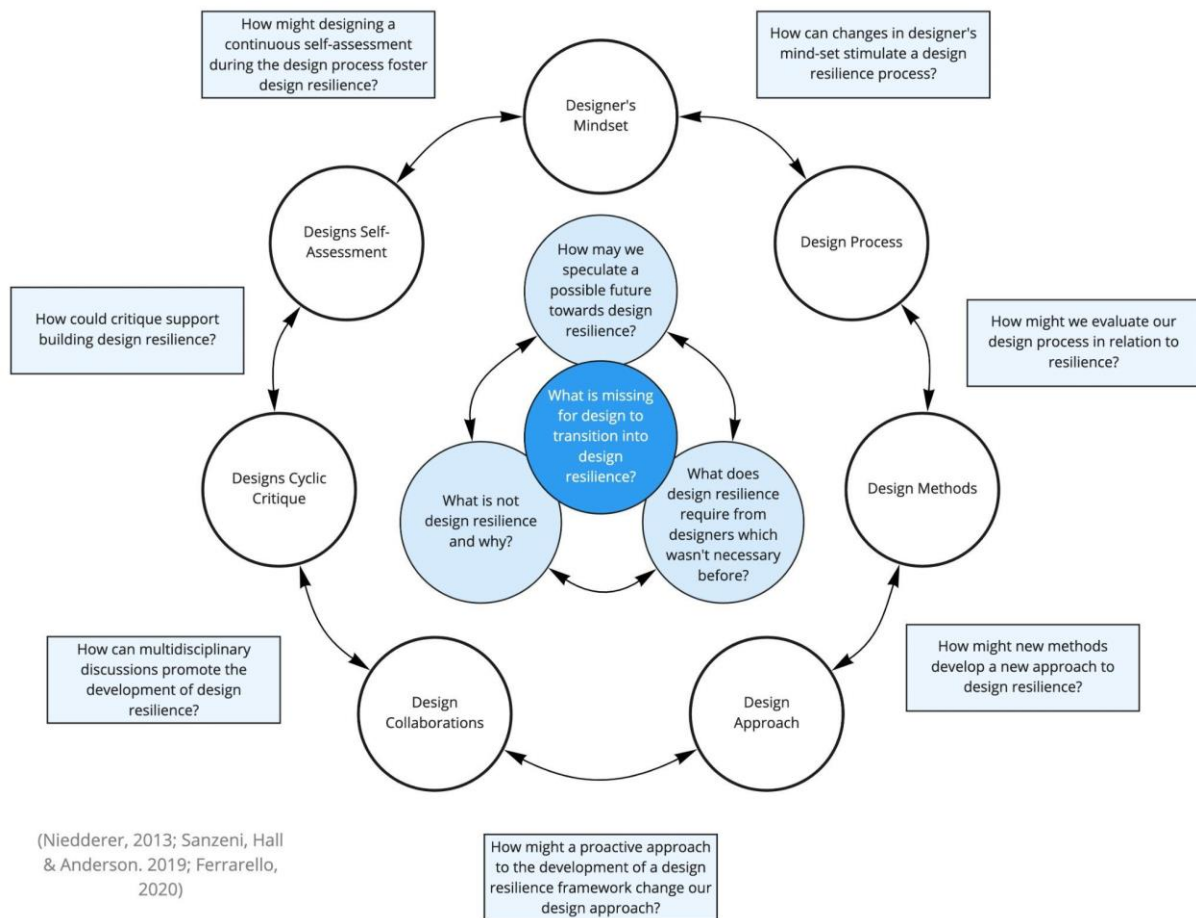 How might designing a
continuous self-assessment
during the design process foster
design resilience?
How can changes in designer's
mind-set stimulate a design
resilience process?
Designer's
Mindset
Designs Self-
Assessment
Design Process
How may we
speculate a
possible future
towards design
resilience?
How could critique support
building design resilience?
How might we evaluate our
design process in relation to
resilience?
What is missing
for design to
transition into
design
resilience?
Designs Cyclic
Critique
What is not
design resilience
and why?
What does
design resilience
require from
designers which
wasn't necessary
before?
Design Methods
How can multidisciplinary
discussions promote the
development of design
resilience?
How might new methods
develop a new approach to
design resilience?
Design
Collaborations
Design
Approach
(Niedderer, 2013; Sanzeni, Hall
& Anderson. 2019; Ferrarello,
2020)
How might a proactive approach
to the development of a design
resilience framework change our
design approach?